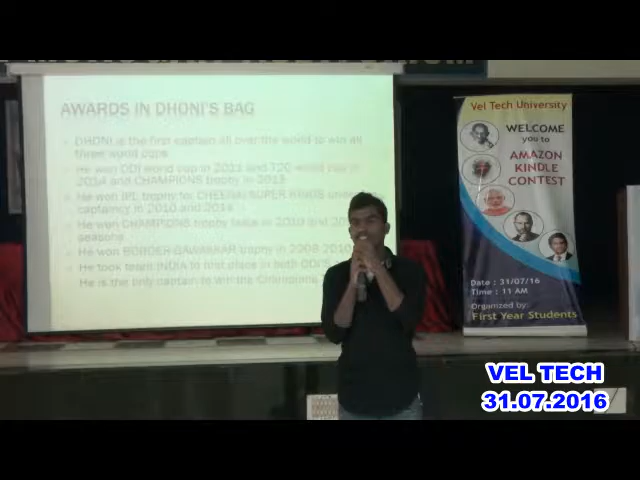 AWARDS IN DHONI'S BAG
DHONI is the first captain all over the world to win all
three world cups
He won ODI world cup in 2011 and T20 world cup in
and CHAMPIONS trophy in 2013
He won IPL trophy for CHENNAI SUPER KINGS under
captaincy in 2010 and 2011
He won CHAMPIONS trophy twice in 2010 and
seasons
He won trophy in 2008 2010
He took team INDIA to first place in both ODI'S
He is the only captain to win the Champions
Vel Tech University
WELCOME
you to
AMAZON
KINDLE
CONTEST
Date : 31/07/16
Time : 11 AM
Organized by:
First Year Students
VEL TECH
31.07.2016